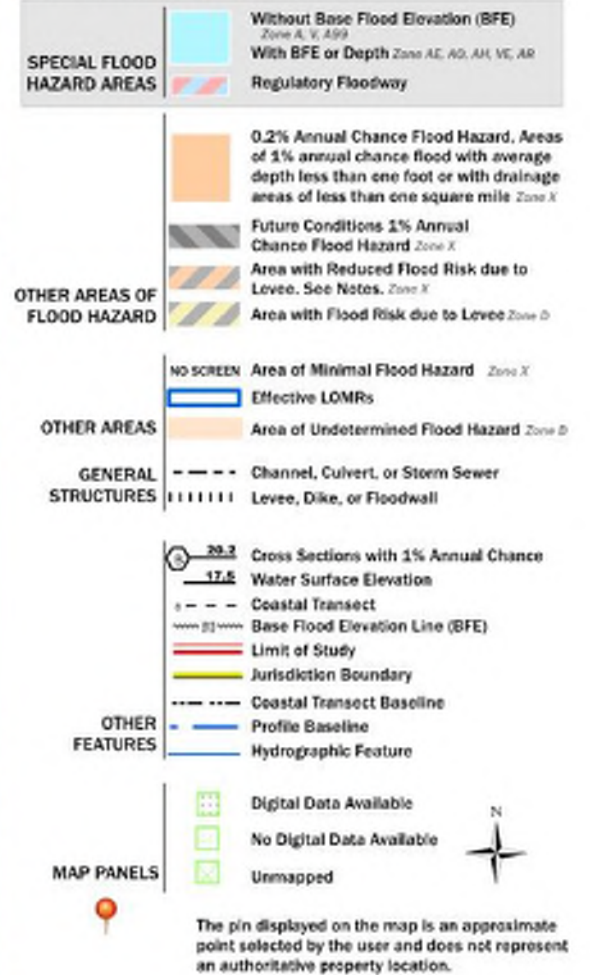 SPECIAL FLOOD
HAZARD AREAS
Without Base Flood Elevation (BFE)
Zone A, V, A99
With BFE or Depth Zone AE, AO, AH, VE, AR
Regulatory Floodway
OTHER AREAS OF
FLOOD HAZARD
0.2% Annual Chance Flood Hazard, Areas
of 1% annual chance flood with average
depth less than one foot or with drainage
areas of less than one square mile Zone X
Future Conditions 1% Annual
Chance Flood Hazard Zone X
Area with Reduced Flood Risk due to
Levee. See Notes. Zone X
Area with Flood Risk due to Levee Zone D
OTHER AREAS
NO SCREEN Area of Minimal Flood Hazard Zone X
Effective LOMRs
Area of Undetermined Flood Hazard Zone D
GENERAL
STRUCTURES
Channel, Culvert, or Storm Sewer
Levee, Dike, or Floodwall
OTHER
FEATURES
20.2 Cross Sections with 1% Annual Chance
17.5 Water Surface Elevation
Coastal Transect
Base Flood Elevation Line (BFE)
Limit of Study
Jurisdiction Boundary
Coastal Transect Baseline
Profile Baseline
Hydrographic Feature
MAP PANELS
Digital Data Available
No Digital Data Available
Unmapped
N
The pin displayed on the map is an approximate
point selected by the user and does not represent
an authoritative property location.